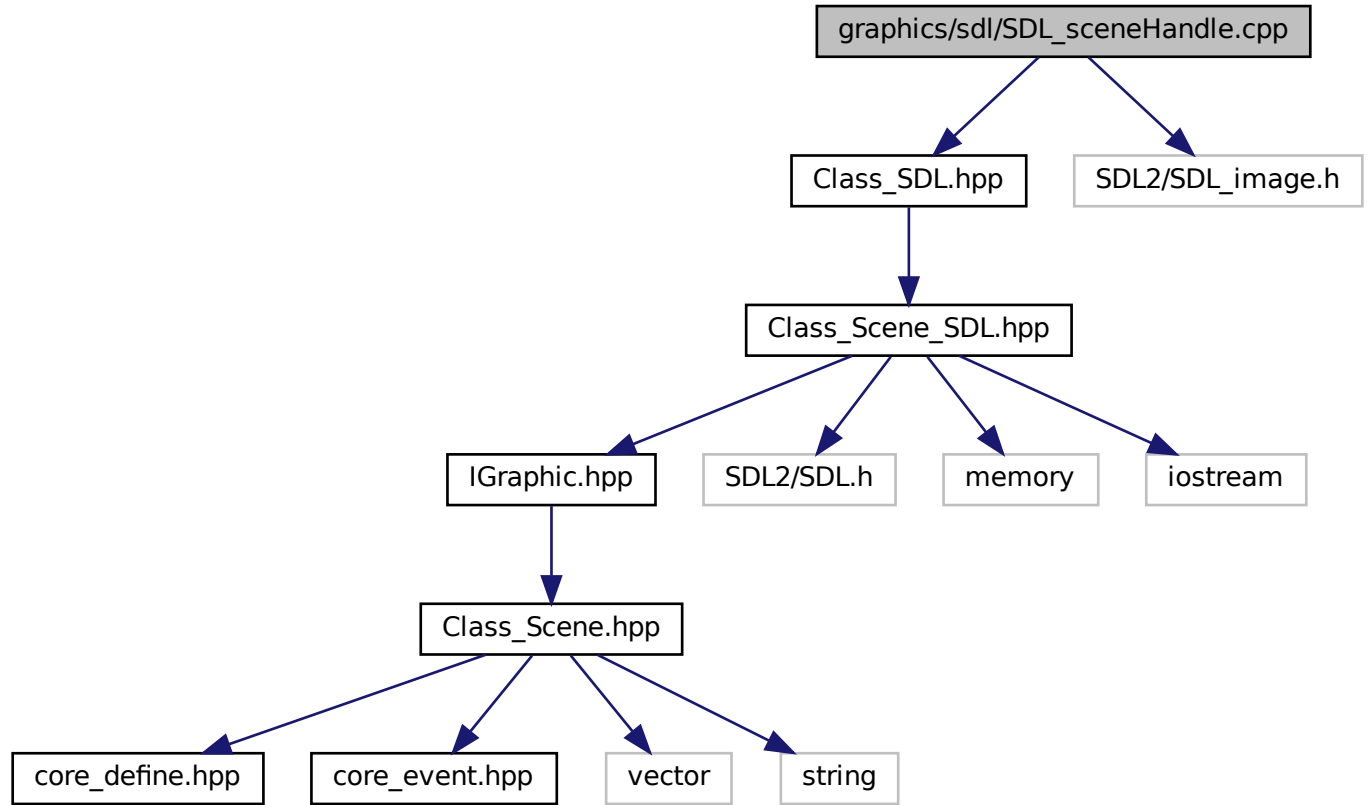 graphics/sdl/SDL_sceneHandle.cpp
Class_SDL.hpp
SDL2/SDL_image.h
Class_Scene_SDL.hpp
IGraphic.hpp
SDL2/SDL.h
memory
iostream
Class_Scene.hpp
core_define.hpp
core_event.hpp
vector
string